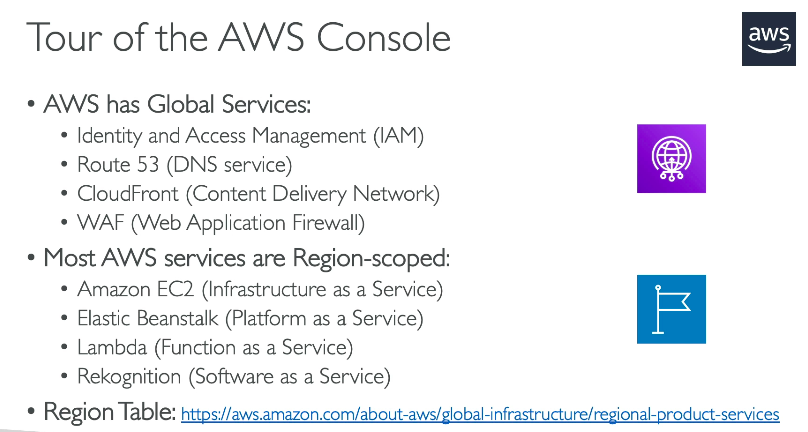 Tour of the AWS Console
aws
• AWS has Global Services:
• Identity and Access Management (IAM)
• Route 53 (DNS service)
• CloudFront (Content Delivery Network)
• WAF (Web Application Firewall)
• Most AWS services are Region-scoped:
• Amazon EC2 (Infrastructure as a Service)
• Elastic Beanstalk (Platform as a Service)
• Lambda (Function as a Service)
• Rekognition (Software as a Service)
• Region Table: https://aws.amazon.com/about-aws/global-infrastructure/regional-product-services